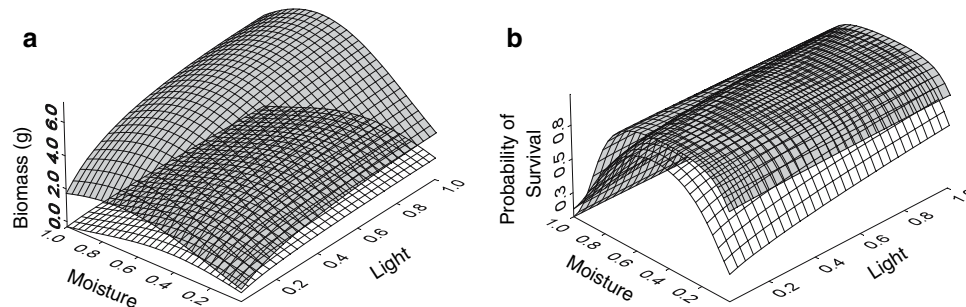 a
Biomass (g)
0.0 2.0 4.0 6.0
1.0 0.8 0.6 0.4 0.2
Moisture
0.2 0.4 0.6 0.8 1.0
Light
b
Probability of
Survival
0.3 0.5 0.8
1.0 0.8 0.6 0.4 0.2
Moisture
0.2 0.4 0.6 0.8 1.0
Light